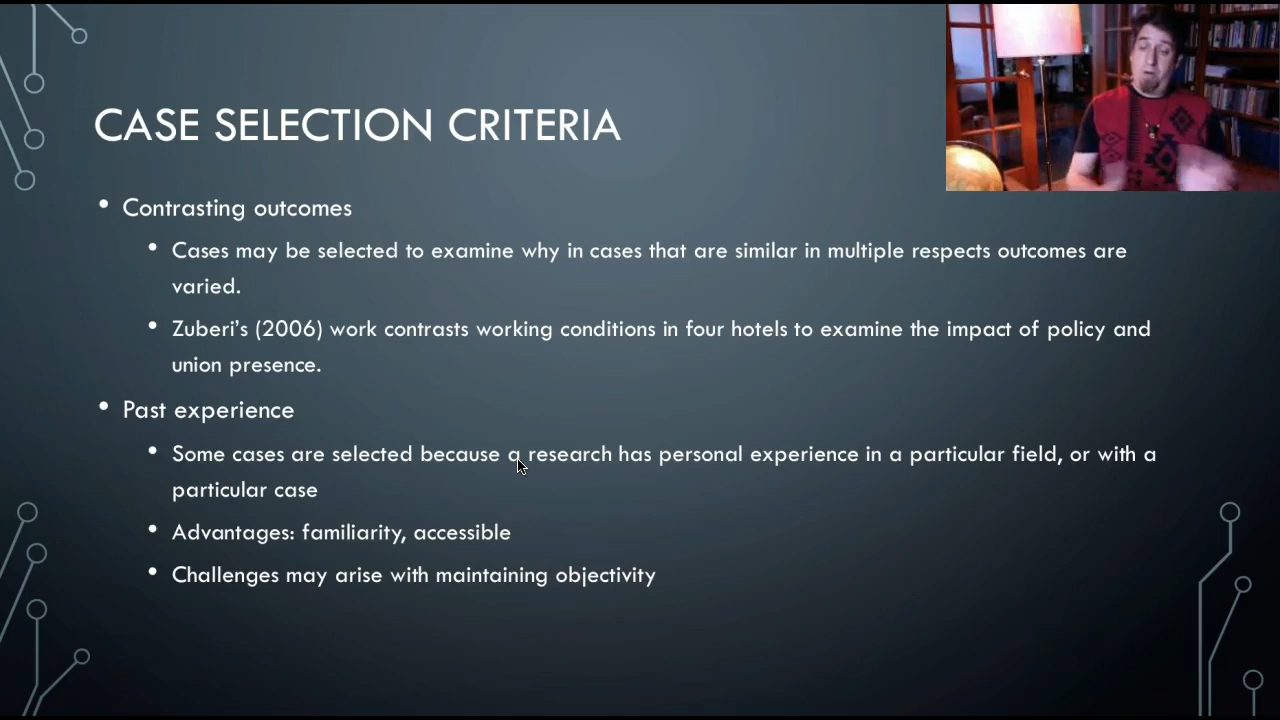 CASE SELECTION CRITERIA
• Contrasting outcomes
• Cases may be selected to examine why in cases that are similar in multiple respects outcomes are
varied.
• Zuberi's (2006) work contrasts working conditions in four hotels to examine the impact of policy and
union presence.
• Past experience
• Some cases are selected because a research has personal experience in a particular field, or with a
particular case
• Advantages: familiarity, accessible
• Challenges may arise with maintaining objectivity